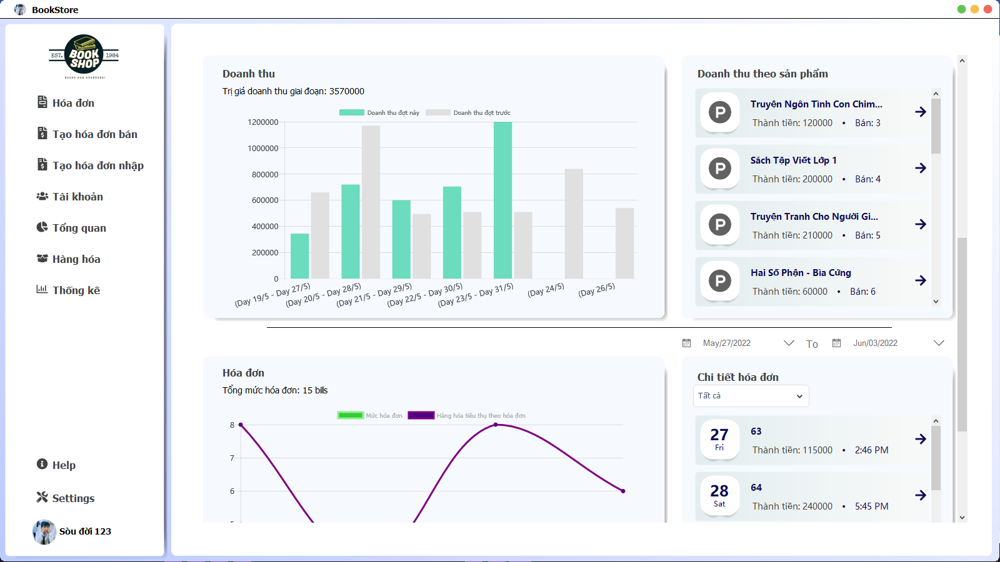 BookStore
EST. BOOK SHOP 1984
BOOKS FOR EVERYONE!
Hóa đơn
Tạo hóa đơn bán
Tạo hóa đơn nhập
Tài khoản
Tổng quan
Hàng hóa
Thống kê
Help
Settings
Sòu đời 123
Doanh thu
Trị giá doanh thu giai đoạn: 3570000
Doanh thu đợt này
Doanh thu đợt trước
1200000
1000000
800000
600000
400000
200000
0
(Day 19/5 - Day 27/5)
(Day 20/5 - Day 28/5)
(Day 21/5 - Day 29/5)
(Day 22/5 - Day 30/5)
(Day 23/5 - Day 31/5)
(Day 24/5)
(Day 26/5)
Doanh thu theo sản phẩm
P
Truyện Ngôn Tình Con Chim...
Thành tiền: 120000 • Bán: 3
P
Sách Tập Viết Lớp 1
Thành tiền: 200000 • Bán: 4
P
Truyện Tranh Cho Người Gi...
Thành tiền: 210000 • Bán: 5
P
Hai Số Phận - Bìa Cứng
Thành tiền: 60000 • Bán: 6
May/27/2022 To Jun/03/2022
Hóa đơn
Tổng mức hóa đơn: 15 bills
Mức hóa đơn
Hàng hóa tiêu thụ theo hóa đơn
8
7
6
Chi tiết hóa đơn
Tất cả
27
Fri
63
Thành tiền: 115000 • 2:46 PM
28
Sat
64
Thành tiền: 240000 • 5:45 PM